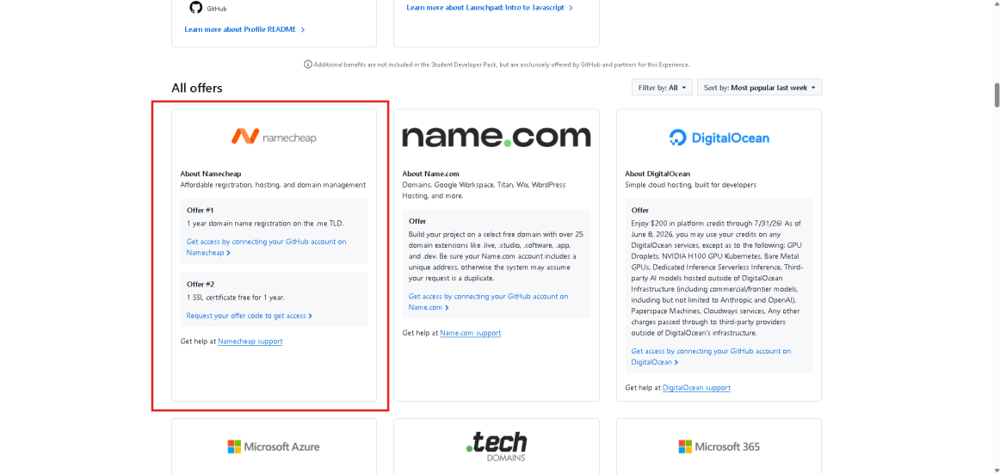 GitHub
Learn more about Profile README
Learn more about Launchpad: Intro to Javascript
Additional benefits are not included in the Student Developer Pack, but are exclusively offered by GitHub and partners for this Experience.
All offers
Filter by: All
Sort by: Most popular last week
namecheap
About Namecheap
Affordable registration, hosting, and domain management
Offer #1
1 year domain name registration on the .me TLD.
Get access by connecting your GitHub account on
Namecheap
Offer #2
1 SSL certificate free for 1 year.
Request your offer code to get access
Get help at Namecheap support
name.com
About Name.com
Domains, Google Workspace, Titan, Wix, WordPress
Hosting, and more.
Offer
Build your project on a select free domain with over 25
domain extensions like .live, .studio, .software, .app,
and .dev. Be sure your Name.com account includes a
unique address, otherwise the system may assume
your request is a duplicate.
Get access by connecting your GitHub account on
Name.com
Get help at Name.com support
DigitalOcean
About DigitalOcean
Simple cloud hosting, built for developers
Offer
Enjoy $200 in platform credit through 7/31/26! As of
June 8, 2026, you may use your credits on any
DigitalOcean services, except as to the following: GPU
Droplets, NVIDIA H100 GPU Kubernetes, Bare Metal
GPUs, Dedicated Inference Serverless Inference, Third-
party AI models hosted outside of DigitalOcean
Infrastructure (including commercial/frontier models,
including but not limited to Anthropic and OpenAI),
Paperspace Machines, Cloudways services, Any other
charges passed through to third-party providers
outside of DigitalOcean's infrastructure.
Get access by connecting your GitHub account on
DigitalOcean
Get help at DigitalOcean support
Microsoft Azure
.tech
DOMAINS
Microsoft 365